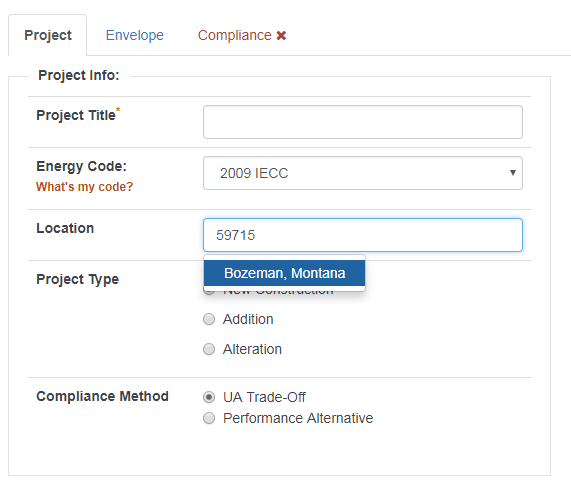 Project Envelope Compliance ✖
Project Info:
Project Title*
Energy Code: 2009 IECC
What's my code?
Location 59715
Bozeman, Montana
Project Type
New Construction
Addition
Alteration
Compliance Method UA Trade-Off
Performance Alternative